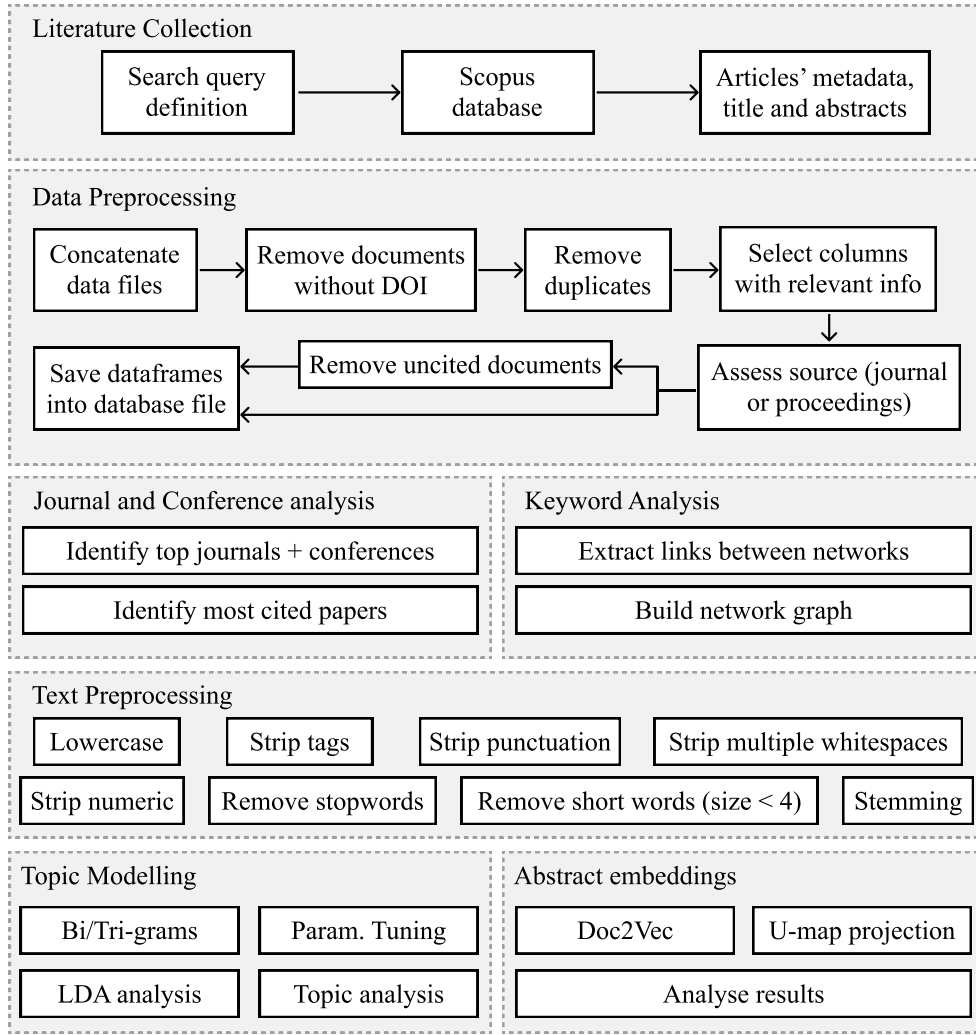 Literature Collection
Search query
definition
Scopus
database
Articles’ metadata,
title and abstracts
Data Preprocessing
Concatenate
data files
Remove documents
without DOI
Remove
duplicates
Select columns
with relevant info
Save dataframes
into database file
Remove uncited documents
Assess source (journal
or proceedings)
Journal and Conference analysis
Identify top journals + conferences
Identify most cited papers
Keyword Analysis
Extract links between networks
Build network graph
Text Preprocessing
Lowercase
Strip tags
Strip punctuation
Strip multiple whitespaces
Strip numeric
Remove stopwords
Remove short words (size < 4)
Stemming
Topic Modelling
Bi/Tri-grams
Param. Tuning
LDA analysis
Topic analysis
Abstract embeddings
Doc2Vec
U-map projection
Analyse results